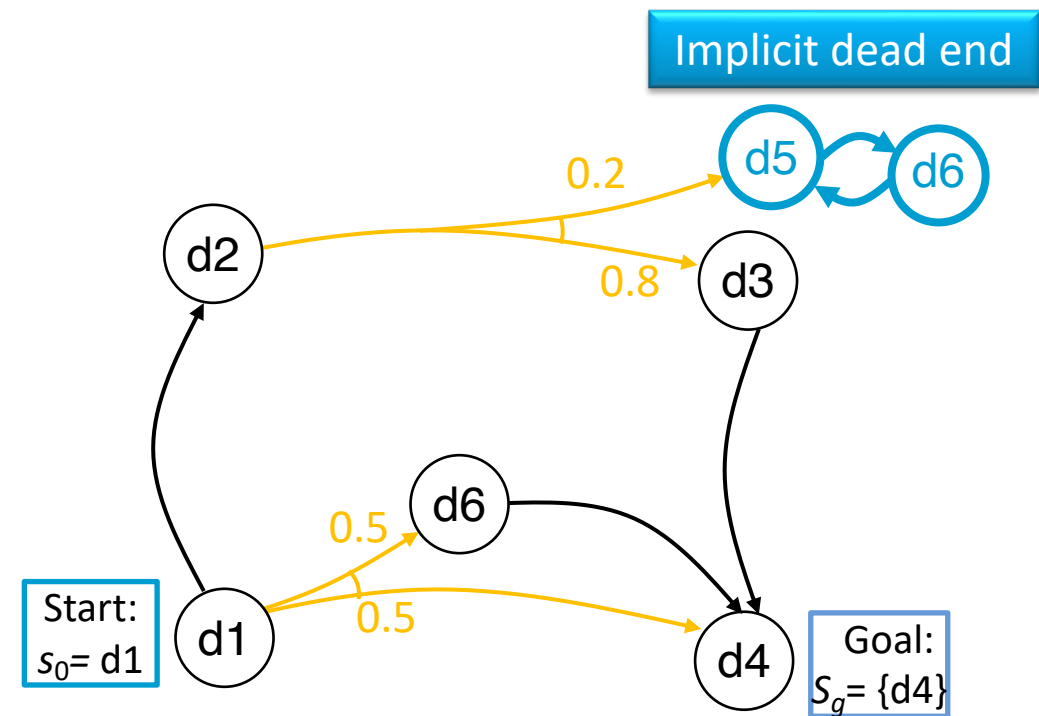 Implicit dead end
d5
d6
0.2
d2
0.8
d3
d6
0.5
0.5
Start:
s₀= d1
d1
d4
Goal:
Sg= {d4}